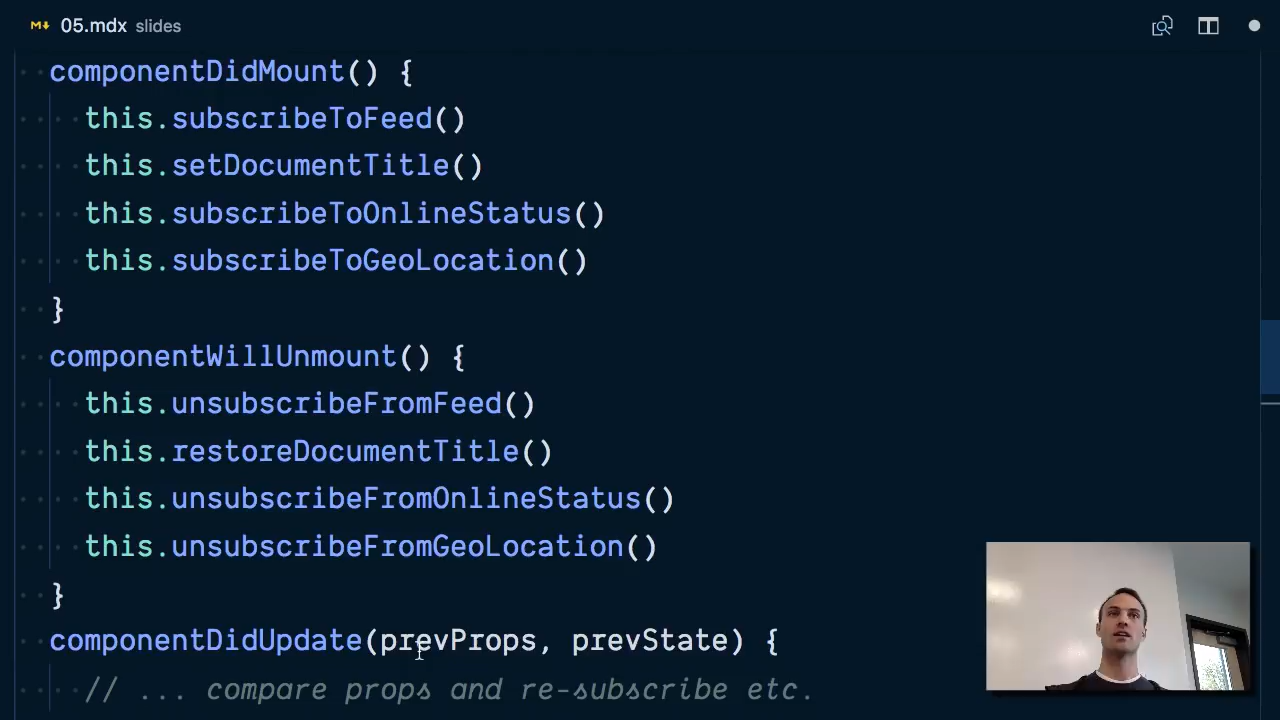 M↓ 05.mdx slides
componentDidMount() {
this.subscribeToFeed()
this.setDocumentTitle()
this.subscribeToOnlineStatus()
this.subscribeToGeoLocation()
}
componentWillUnmount() {
this.unsubscribeFromFeed()
this.restoreDocumentTitle()
this.unsubscribeFromOnlineStatus()
this.unsubscribeFromGeoLocation()
}
componentDidUpdate(prevProps, prevState) {
// ... compare props and re-subscribe etc.